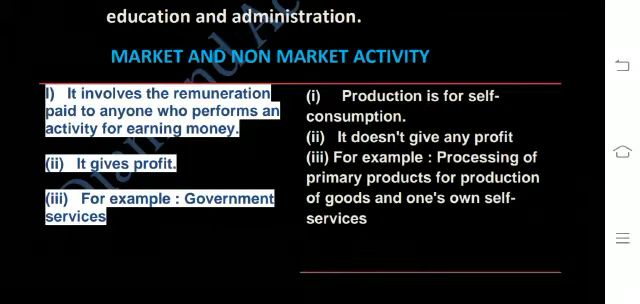 education and administration.
MARKET AND NON MARKET ACTIVITY
I) It involves the remuneration
paid to anyone who performs an
activity for earning money.
(ii) It gives profit.
(iii) For example : Government
services
(i) Production is for self-
consumption.
(ii) It doesn't give any profit
(iii) For example : Processing of
primary products for production
of goods and one's own self-
services